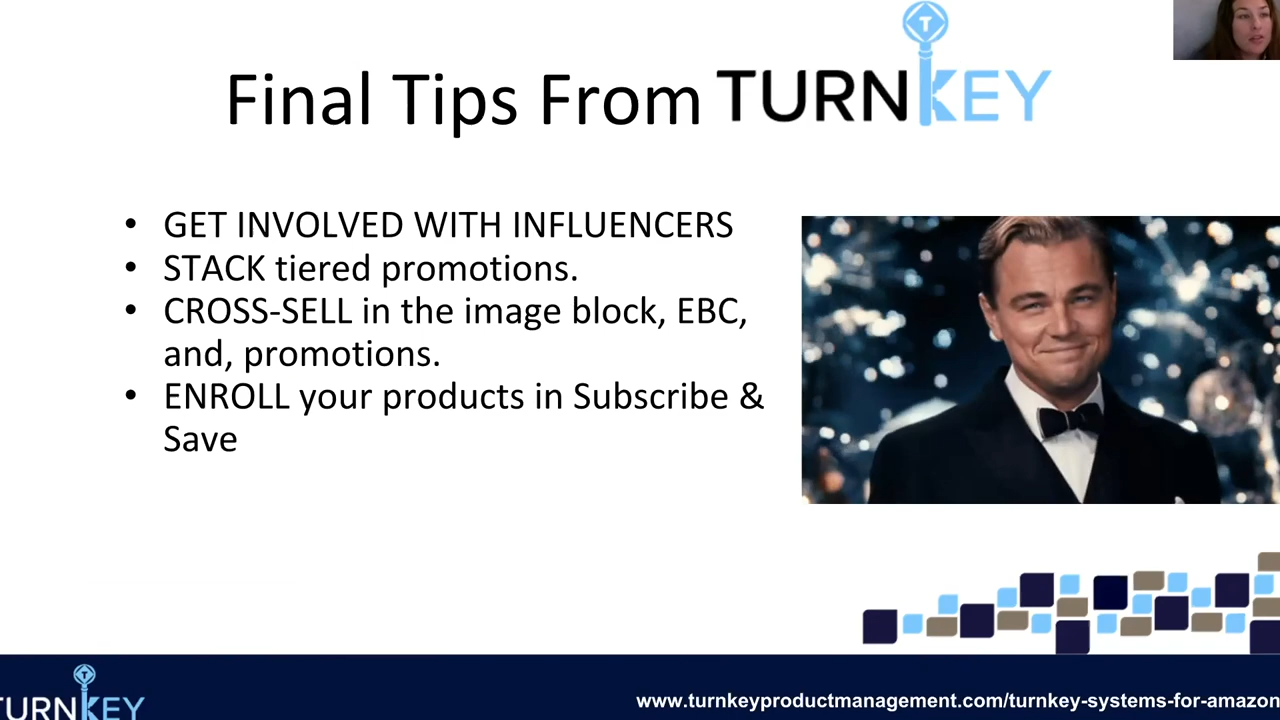 T
Final Tips From TURNKEY
• GET INVOLVED WITH INFLUENCERS
• STACK tiered promotions.
• CROSS-SELL in the image block, EBC,
and, promotions.
• ENROLL your products in Subscribe &
Save
T
TURNKEY
www.turnkeyproductmanagement.com/turnkey-systems-for-amazon